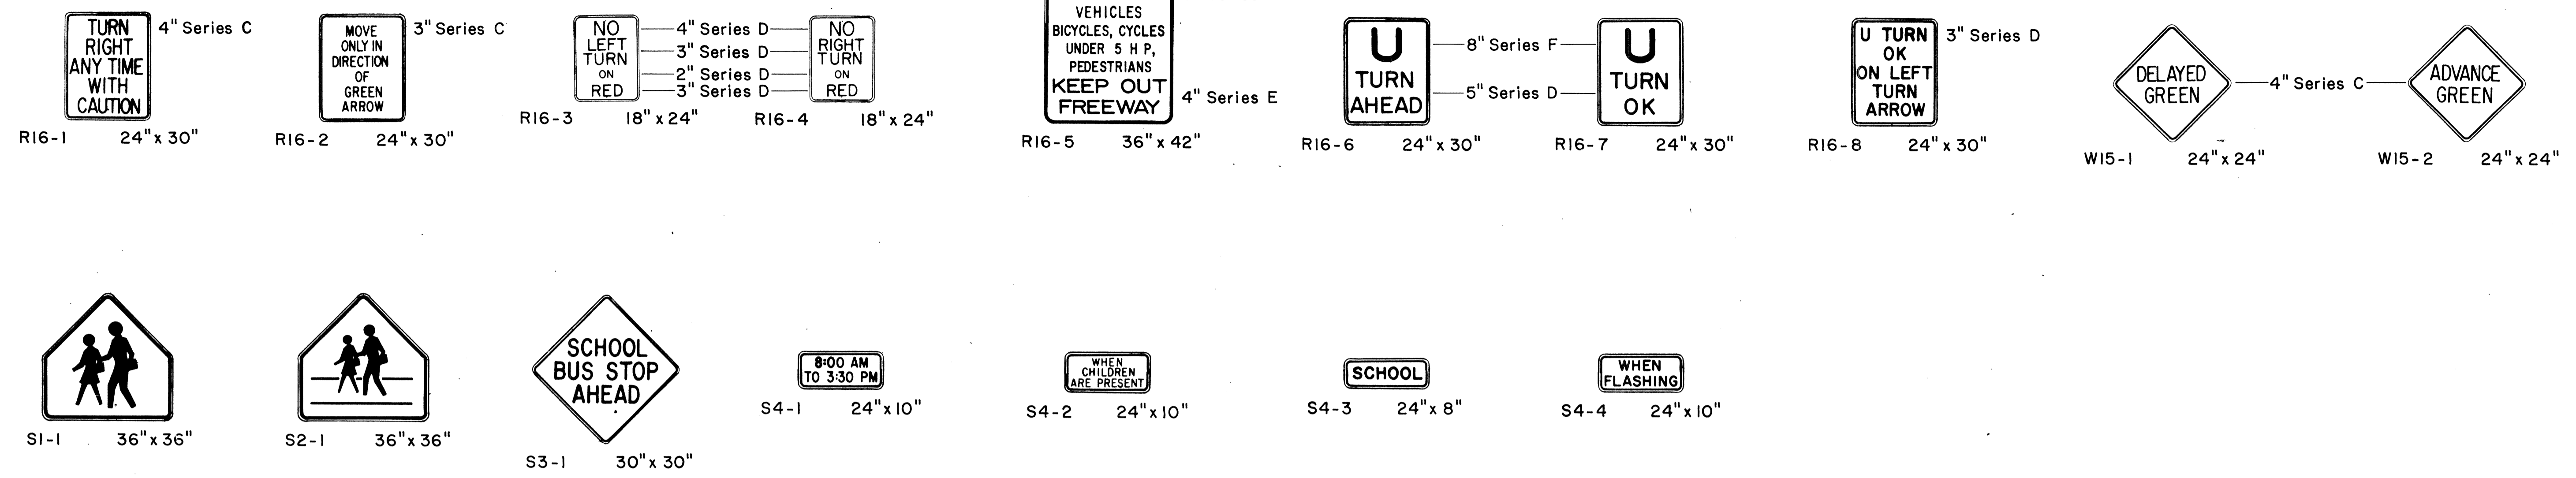 TURN
RIGHT
ANY TIME
WITH
CAUTION
4" Series C
R16-1 24" x 30"
MOVE
ONLY IN
DIRECTION
OF
GREEN
ARROW
3" Series C
R16-2 24" x 30"
NO
LEFT
TURN
ON
RED
4" Series D
3" Series D
2" Series D
3" Series D
NO
RIGHT
TURN
ON
RED
R16-3 18" x 24"
R16-4 18" x 24"
VEHICLES
BICYCLES, CYCLES
UNDER 5 H P,
PEDESTRIANS
KEEP OUT
FREEWAY
4" Series E
R16-5 36" x 42"
U
TURN
AHEAD
8" Series F
5" Series D
U
TURN
OK
R16-6 24" x 30"
R16-7 24" x 30"
U TURN
OK
ON LEFT
TURN
ARROW
3" Series D
R16-8 24" x 30"
DELAYED
GREEN
4" Series C
ADVANCE
GREEN
W15-1 24" x 24"
W15-2 24" x 24"
S1-1 36" x 36"
S2-1 36" x 36"
SCHOOL
BUS STOP
AHEAD
S3-1 30" x 30"
8:00 AM
TO 3:30 PM
S4-1 24" x 10"
WHEN
CHILDREN
ARE PRESENT
S4-2 24" x 10"
SCHOOL
S4-3 24" x 8"
WHEN
FLASHING
S4-4 24" x 10"